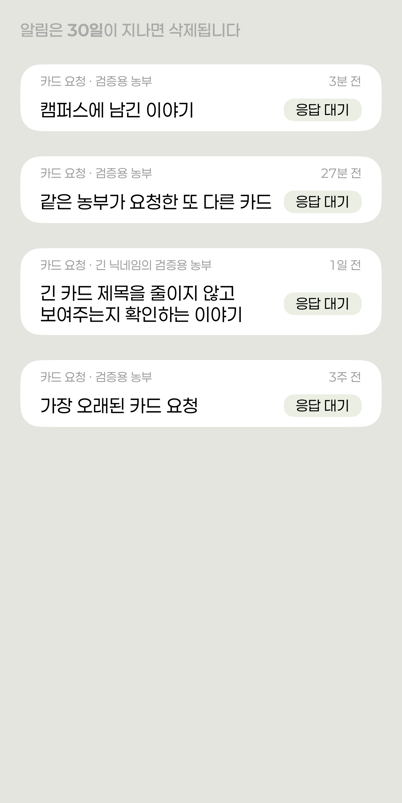 알림은 30일이 지나면 삭제됩니다
카드 요청 · 검증용 농부
3분 전
캠퍼스에 남긴 이야기
응답 대기
카드 요청 · 검증용 농부
27분 전
같은 농부가 요청한 또 다른 카드
응답 대기
카드 요청 · 긴 닉네임의 검증용 농부
1일 전
긴 카드 제목을 줄이지 않고
보여주는지 확인하는 이야기
응답 대기
카드 요청 · 검증용 농부
3주 전
가장 오래된 카드 요청
응답 대기